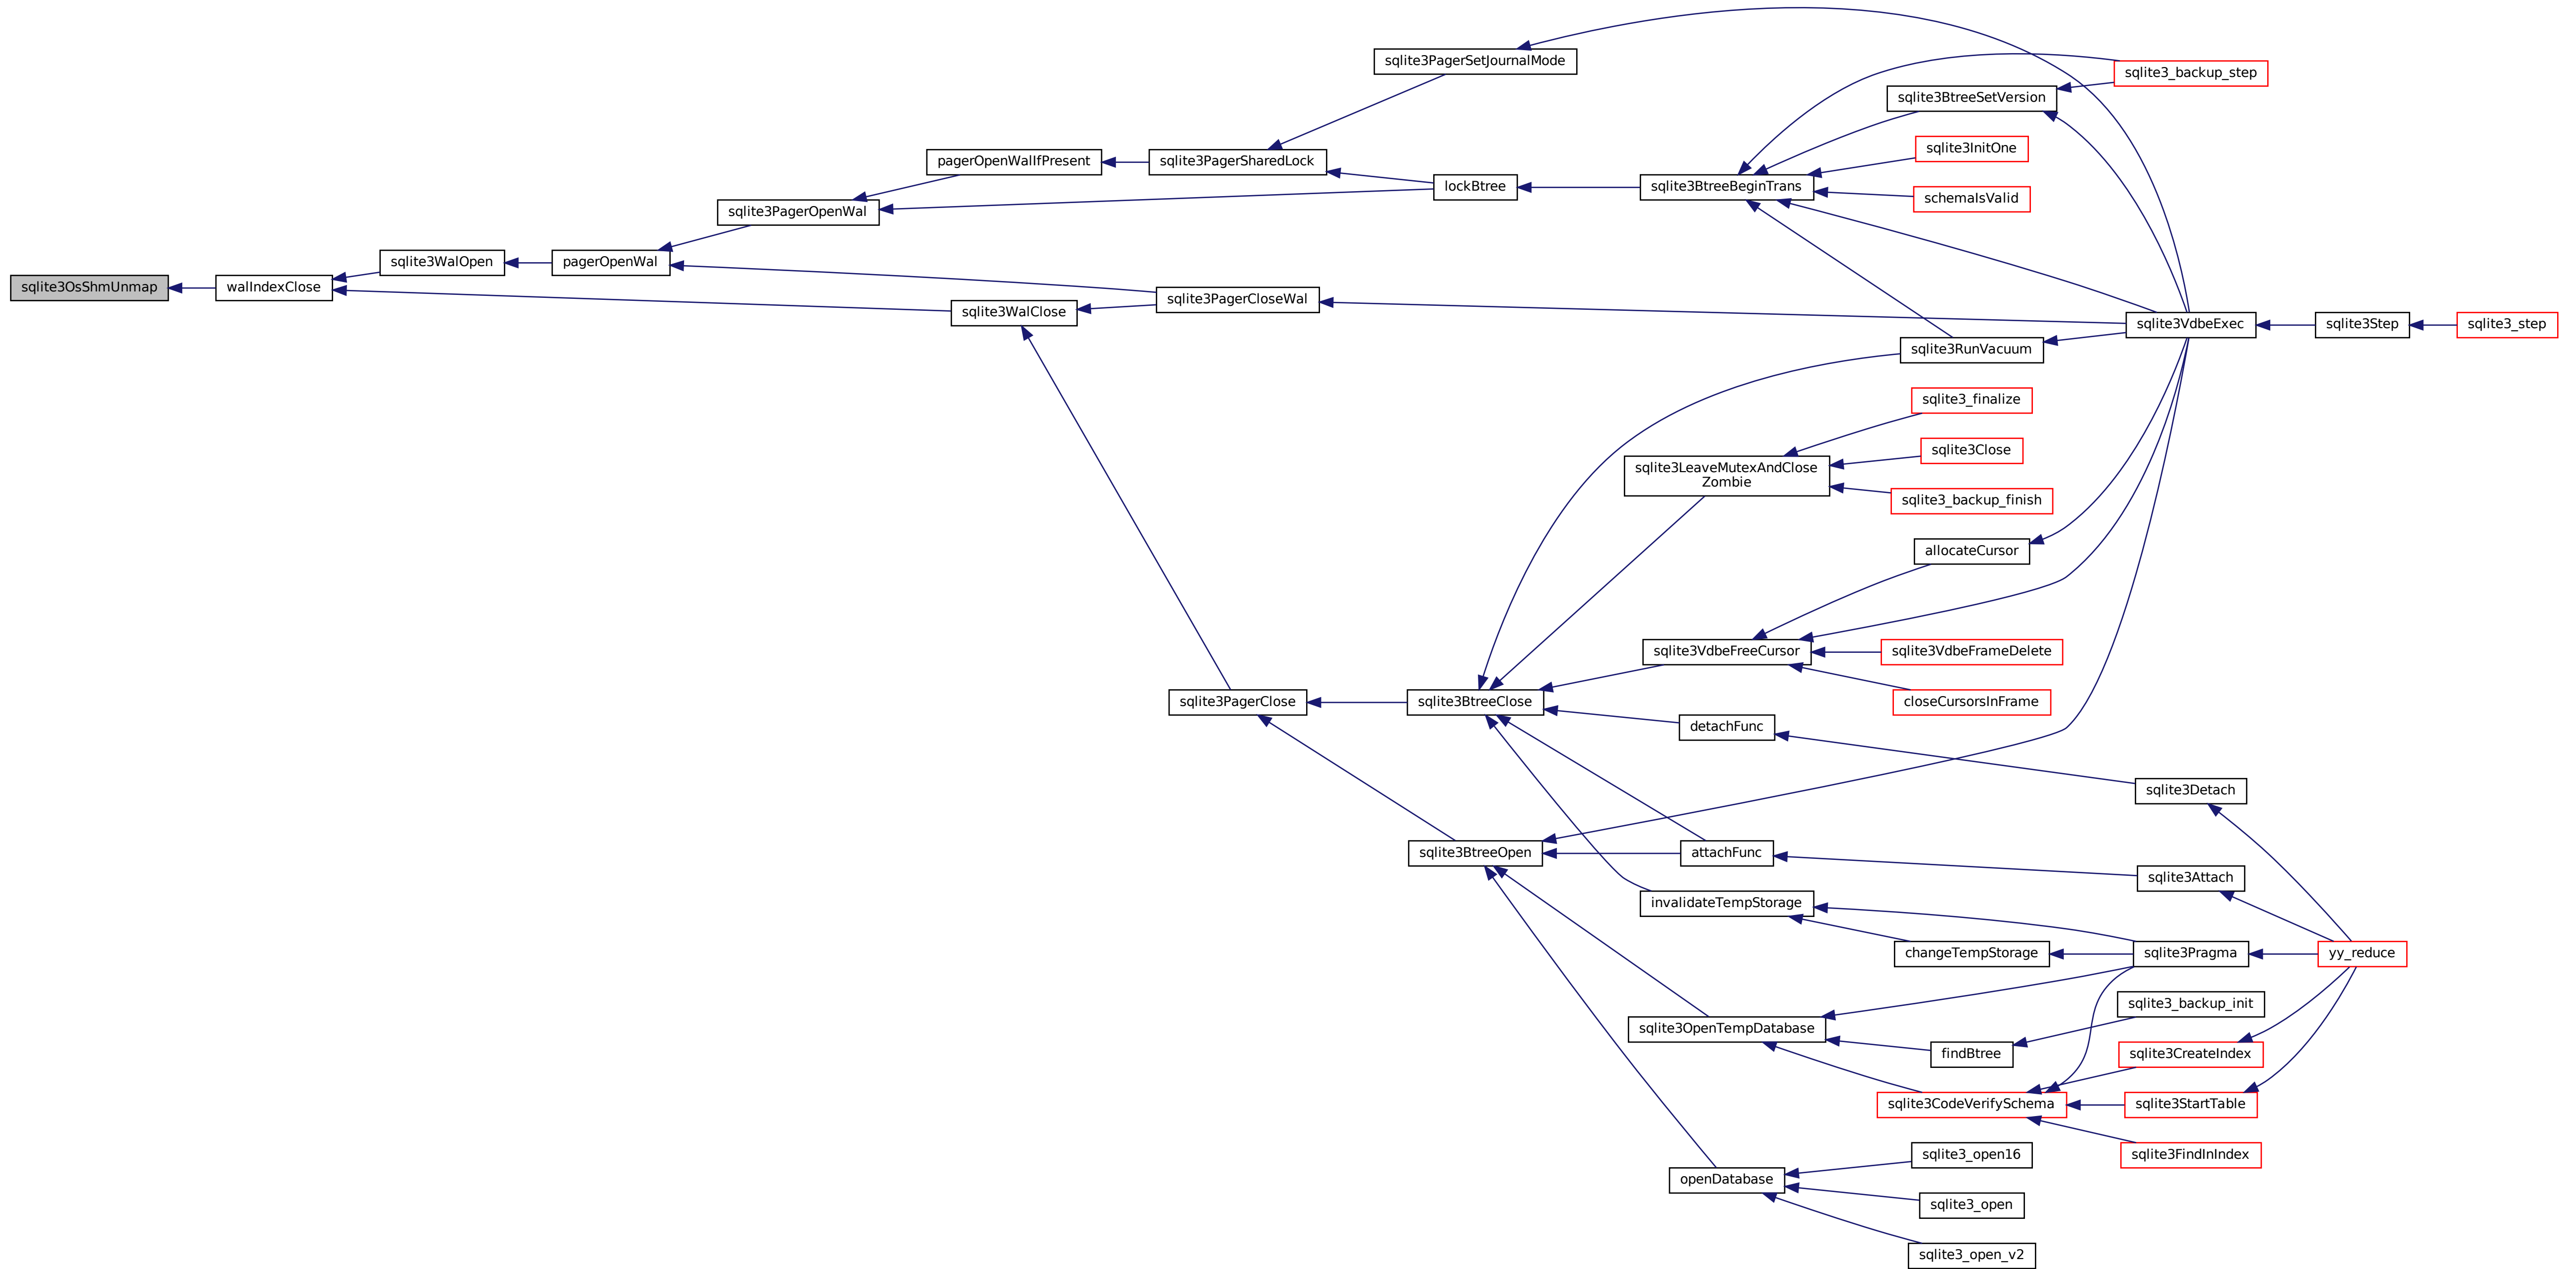 sqlite3PagerSetJournalMode
sqlite3_backup_step
sqlite3BtreeSetVersion
sqlite3InitOne
pagerOpenWalIfPresent
sqlite3PagerSharedLock
lockBtree
sqlite3BtreeBeginTrans
schemaIsValid
sqlite3PagerOpenWal
sqlite3WalOpen
pagerOpenWal
sqlite3OsShmUnmap
walIndexClose
sqlite3PagerCloseWal
sqlite3WalClose
sqlite3VdbeExec
sqlite3Step
sqlite3_step
sqlite3RunVacuum
sqlite3_finalize
sqlite3Close
sqlite3LeaveMutexAndClose
Zombie
sqlite3_backup_finish
allocateCursor
sqlite3VdbeFreeCursor
sqlite3VdbeFrameDelete
sqlite3PagerClose
sqlite3BtreeClose
closeCursorsInFrame
detachFunc
sqlite3Detach
sqlite3BtreeOpen
attachFunc
sqlite3Attach
invalidateTempStorage
changeTempStorage
sqlite3Pragma
yy_reduce
sqlite3_backup_init
sqlite3OpenTempDatabase
findBtree
sqlite3CreateIndex
sqlite3CodeVerifySchema
sqlite3StartTable
sqlite3FindInIndex
sqlite3_open16
openDatabase
sqlite3_open
sqlite3_open_v2